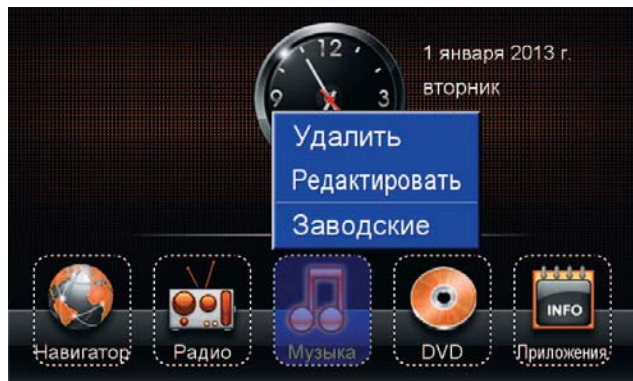 12
1 января 2013 г.
вторник
9
3
Удалить
Редактировать
Заводские
INFO
Навигатор
Радио
Музыка
DVD
Приложения